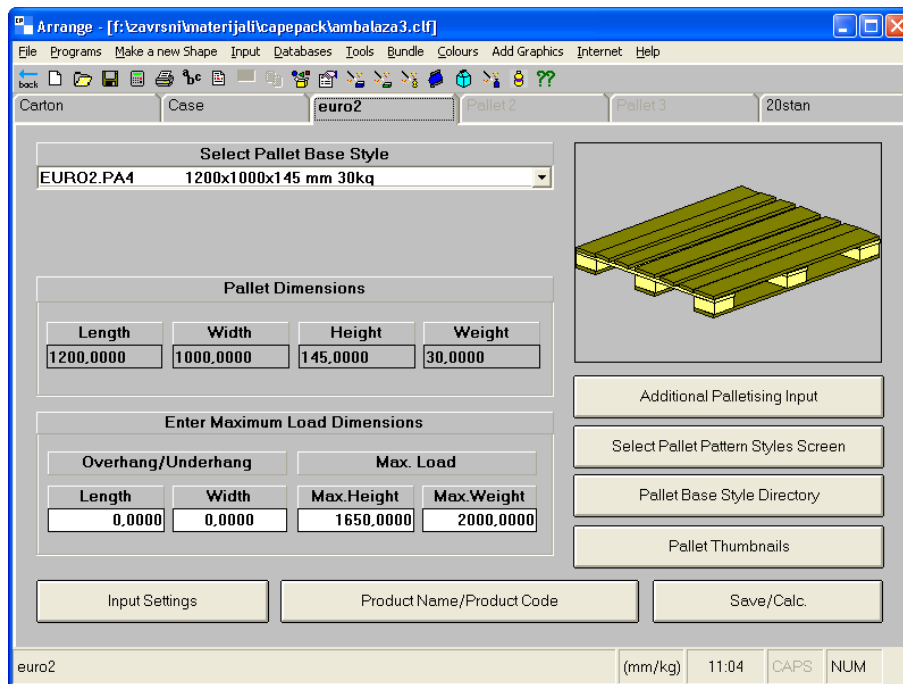 Arrange - [f:\zavrsni\materijali\capepack\ambalaza3.clf]
File Programs Make a new Shape Input Databases Tools Bundle Colours Add Graphics Internet Help
back abc ??
Carton Case euro2 Pallet 2 Pallet 3 20stan
Select Pallet Base Style
EURO2.PA4 1200x1000x145 mm 30kg
Pallet Dimensions
Length Width Height Weight
1200,0000 1000,0000 145,0000 30,0000
Additional Palletising Input
Enter Maximum Load Dimensions
Select Pallet Pattern Styles Screen
Overhang/Underhang Max. Load
Length Width Max.Height Max.Weight
Pallet Base Style Directory
0,0000 0,0000 1650,0000 2000,0000
Pallet Thumbnails
Input Settings Product Name/Product Code Save/Calc.
euro2 (mm/kg) 11:04 CAPS NUM